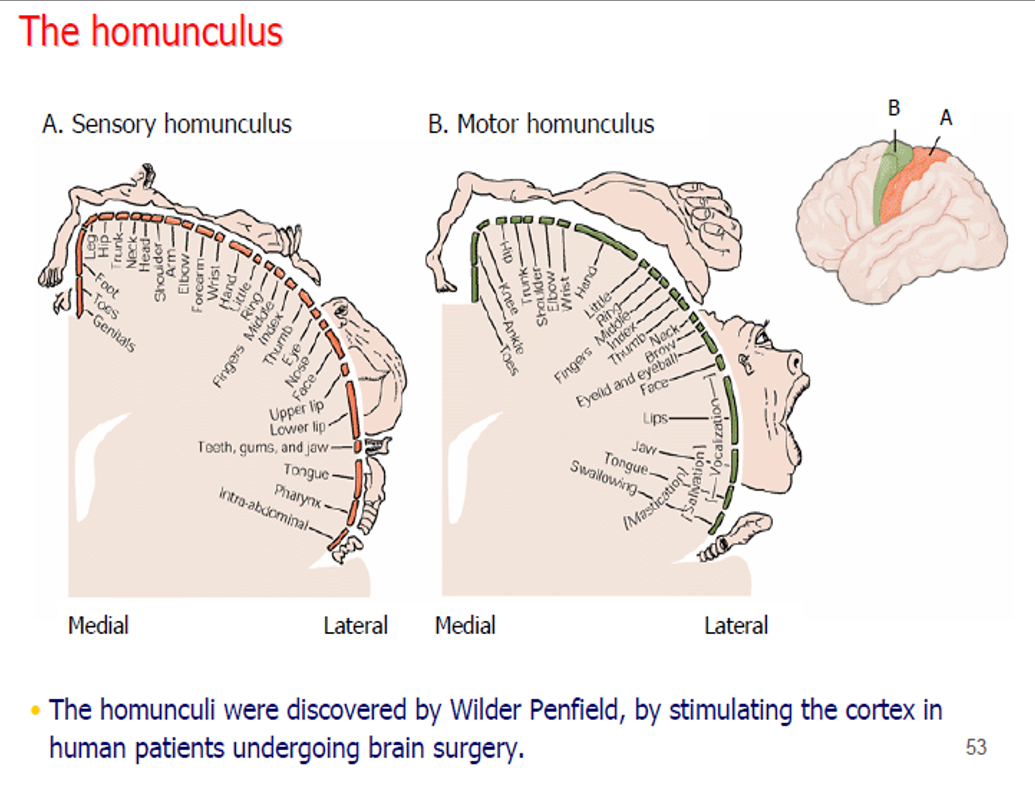 The homunculus
A. Sensory homunculus
B. Motor homunculus
B
A
Leg
Hip
Trunk
Neck
Head
Shoulder
Arm
Elbow
Forearm
Wrist
Hand
Little
Ring
Middle
Index
Thumb
Fingers
Eye
Nose
Face
Upper lip
Lower lip
Teeth, gums, and jaw
Tongue
Pharynx
Intra-abdominal
Foot
Toes
Genitals
Hip
Trunk
Shoulder
Elbow
Wrist
Hand
Little
Ring
Middle
Index
Thumb
Fingers
Neck
Brow
Eyelid and eyeball
Face
Lips
Jaw
Tongue
Swallowing
[Mastication]
[Salivation]
[Vocalization]
Knee
Ankle
Toes
Medial
Lateral
Medial
Lateral
• The homunculi were discovered by Wilder Penfield, by stimulating the cortex in
human patients undergoing brain surgery.
53